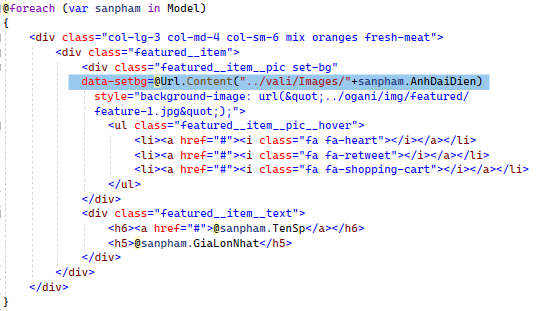 @foreach (var sanpham in Model)
{
<div class="col-lg-3 col-md-4 col-sm-6 mix oranges fresh-meat">
<div class="featured__item">
<div class="featured__item__pic set-bg"
data-setbg=@Url.Content("../vali/Images/"+sanpham.AnhDaiDien)
style="background-image: url(&quot;../ogani/img/featured/
feature-1.jpg&quot;);">
<ul class="featured__item__pic__hover">
<li><a href="#"><i class="fa fa-heart"></i></a></li>
<li><a href="#"><i class="fa fa-retweet"></i></a></li>
<li><a href="#"><i class="fa fa-shopping-cart"></i></a></li>
</ul>
</div>
<div class="featured__item__text">
<h6><a href="#">@sanpham.TenSp</a></h6>
<h5>@sanpham.GiaLonNhat</h5>
</div>
</div>
</div>
}